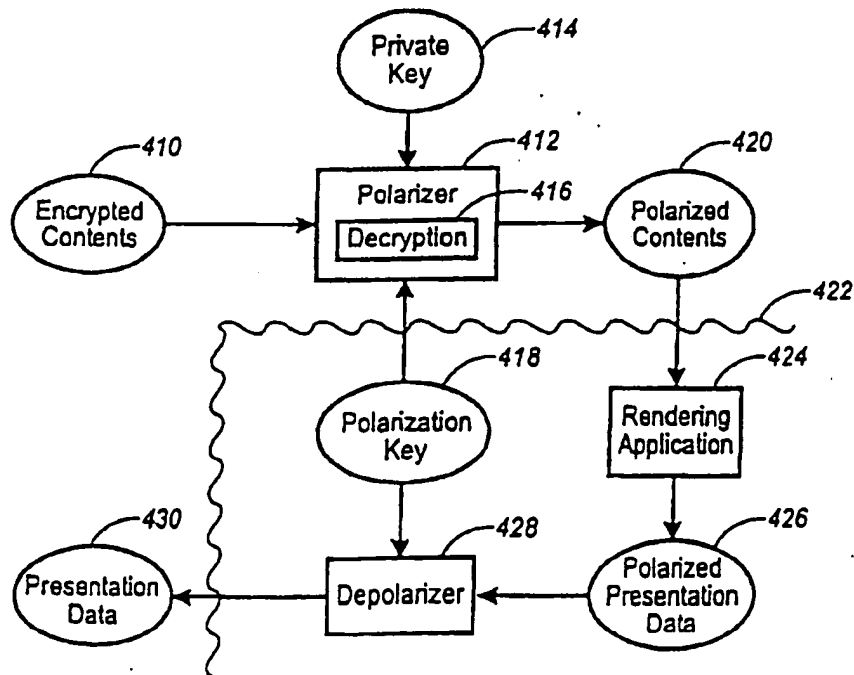 Private
Key
414
410
412
420
Encrypted
Contents
Polarizer
416
Decryption
Polarized
Contents
422
418
424
Polarization
Key
Rendering
Application
430
428
426
Presentation
Data
Depolarizer
Polarized
Presentation
Data